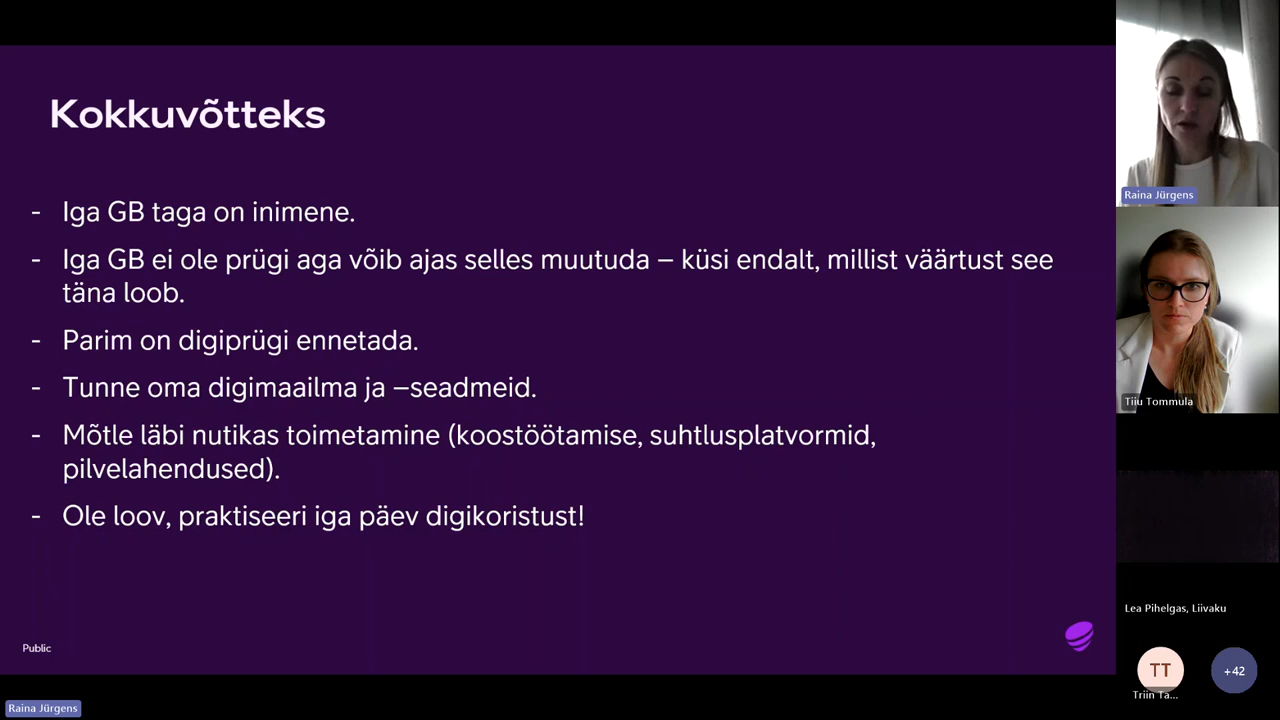 Kokkuvõtteks
- Iga GB taga on inimene.
- Iga GB ei ole prügi aga võib ajas selles muutuda – küsi endalt, millist väärtust see
täna loob.
- Parim on digiprügi ennetada.
- Tunne oma digimaailma ja –seadmeid.
- Mõtle läbi nutikas toimetamine (koostöötamise, suhtlusplatvormid,
pilvelahendused).
- Ole loov, praktiseeri iga päev digikoristust!
Public
Raina Jürgens
Raina Jürgens
Tiiu Tommula
Lea Pihelgas, Liivaku
TT
+42
Triin Ta...